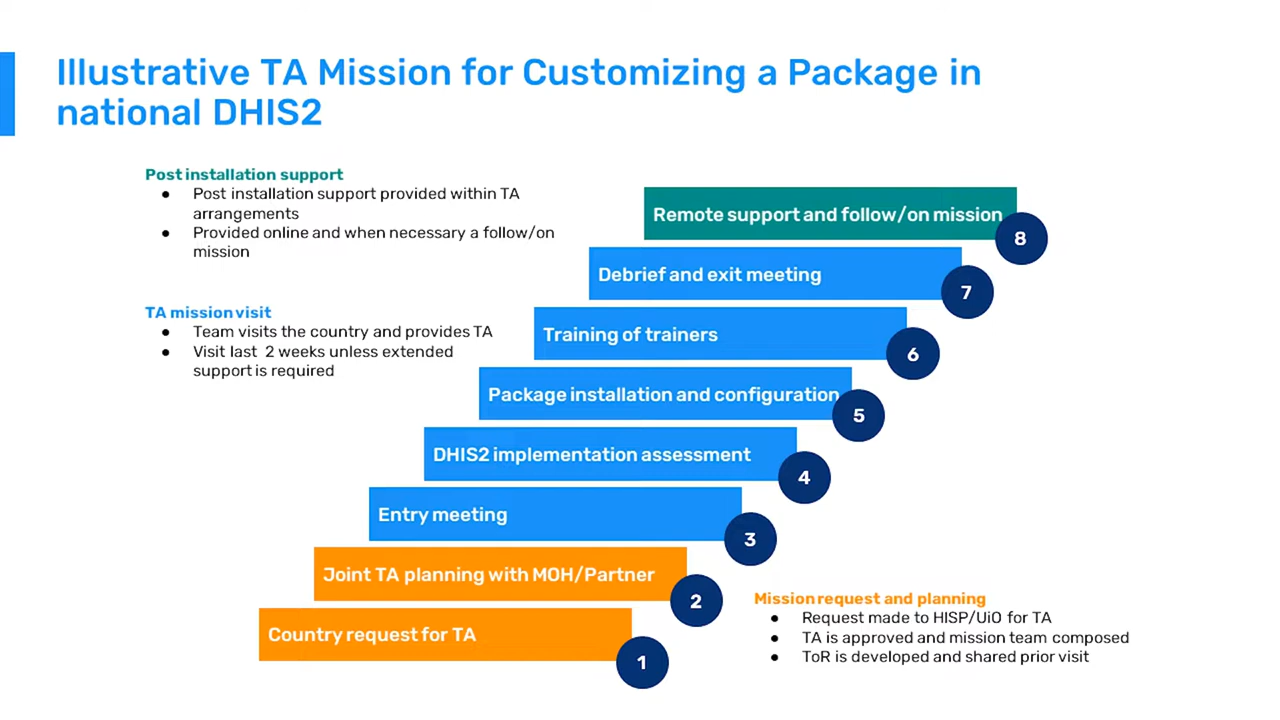 Illustrative TA Mission for Customizing a Package in
national DHIS2
Post installation support
● Post installation support provided within TA
arrangements
● Provided online and when necessary a follow/on
mission
TA mission visit
● Team visits the country and provides TA
● Visit last 2 weeks unless extended
support is required
Remote support and follow/on mission
8
Debrief and exit meeting
7
Training of trainers
6
Package installation and configuration
5
DHIS2 implementation assessment
4
Entry meeting
3
Joint TA planning with MOH/Partner
2
Country request for TA
1
Mission request and planning
● Request made to HISP/UiO for TA
● TA is approved and mission team composed
● ToR is developed and shared prior visit